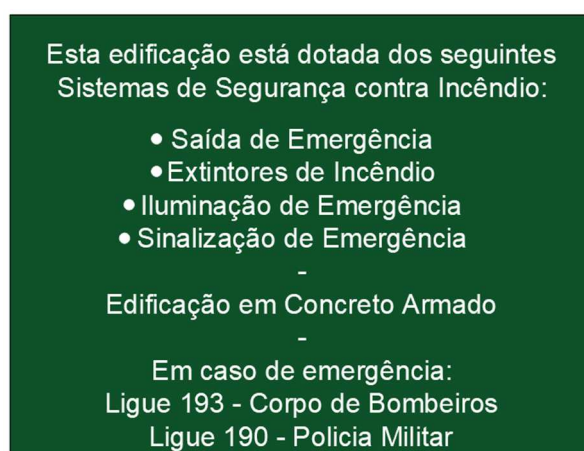 Esta edificação está dotada dos seguintes
Sistemas de Segurança contra Incêndio:
• Saída de Emergência
• Extintores de Incêndio
• Iluminação de Emergência
• Sinalização de Emergência
-
Edificação em Concreto Armado
-
Em caso de emergência:
Ligue 193 - Corpo de Bombeiros
Ligue 190 - Policia Militar